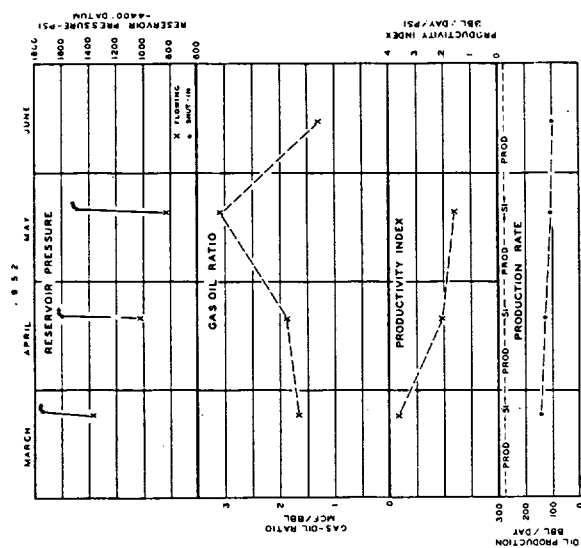 1952
MARCH APRIL MAY JUNE
RESERVOIR PRESSURE-PSI
-4400' DATUM
1800
1600
1400
1200
1000
800
600
RESERVOIR PRESSURE
X FLOWING
• SHUT-IN
GAS OIL RATIO
GAS-OIL RATIO
MCF/BBL
3
2
1
0
PRODUCTIVITY INDEX
PRODUCTIVITY INDEX
BBL/DAY/PSI
4
3
2
1
0
PROD SI PROD SI PROD SI PROD
PRODUCTION RATE
OIL PRODUCTION
BBL/DAY
300
200
100
0